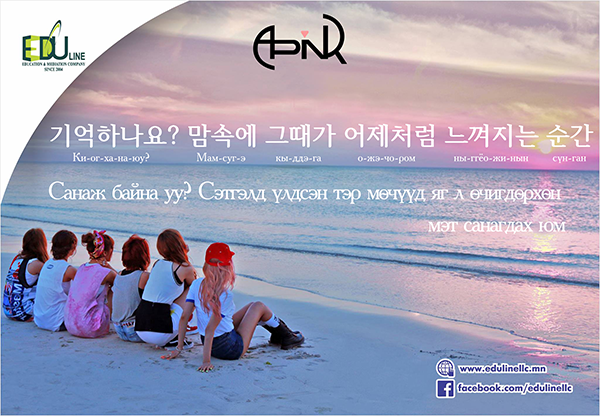 EDU LINE
EDUCATION & MEDIATION COMPANY
SINCE 2004
APINK
기억하나요? 맘속에 그때가 어제처럼 느껴지는 순간
Ки-ог-ха-на-юу? Мам-суг-э кы-ддэ-га о-жэ-чо-ром ны-ггёо-жи-нын сүн-ган
Санаж байна уу? Сэтгэлд үлдсэн тэр мөчүүд яг л өчигдөрхөн
мэт санагдах юм
www.edulinellc.mn
facebook.com/edulinellc